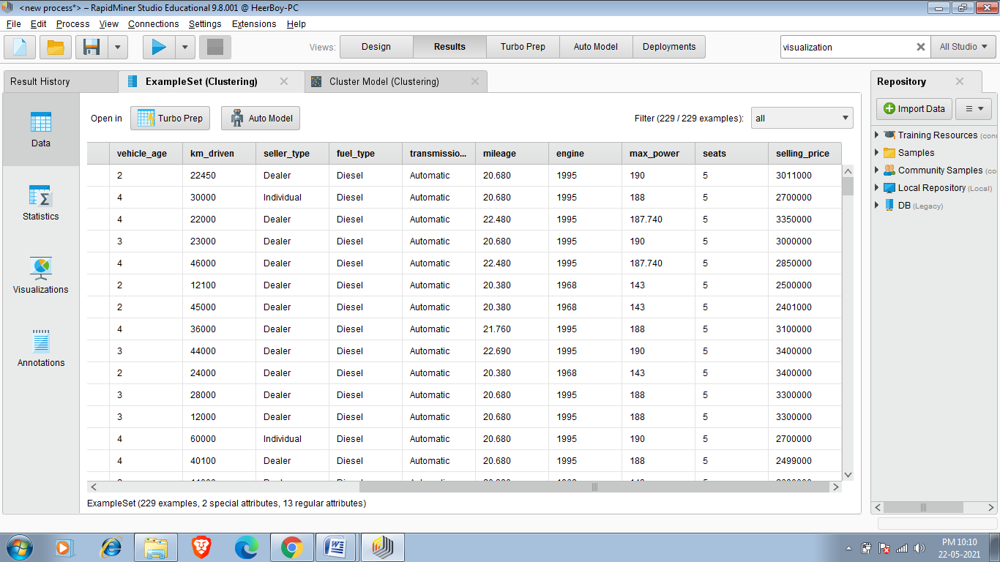 <new process*> – RapidMiner Studio Educational 9.8.001 @ HeerBoy-PC
File Edit Process View Connections Settings Extensions Help
Views: Design Results Turbo Prep Auto Model Deployments visualization All Studio
Result History ExampleSet (Clustering) Cluster Model (Clustering) Repository
Open in Turbo Prep Auto Model Filter (229 / 229 examples): all Import Data
Data
Statistics
Visualizations
Annotations
vehicle_age km_driven seller_type fuel_type transmissio... mileage engine max_power seats selling_price
2 22450 Dealer Diesel Automatic 20.680 1995 190 5 3011000
4 30000 Individual Diesel Automatic 20.680 1995 188 5 2700000
4 22000 Dealer Diesel Automatic 22.480 1995 187.740 5 3350000
3 23000 Dealer Diesel Automatic 20.680 1995 190 5 3000000
4 46000 Dealer Diesel Automatic 22.480 1995 187.740 5 2850000
2 12100 Dealer Diesel Automatic 20.380 1968 143 5 2500000
2 45000 Dealer Diesel Automatic 20.380 1968 143 5 2401000
4 36000 Dealer Diesel Automatic 21.760 1995 188 5 3100000
3 44000 Dealer Diesel Automatic 22.690 1995 190 5 3400000
2 24000 Dealer Diesel Automatic 20.380 1968 143 5 3400000
3 28000 Dealer Diesel Automatic 20.680 1995 188 5 3300000
3 12000 Dealer Diesel Automatic 20.680 1995 188 5 3300000
4 60000 Individual Diesel Automatic 20.680 1995 190 5 2700000
4 40100 Dealer Diesel Automatic 20.680 1995 188 5 2499000
ExampleSet (229 examples, 2 special attributes, 13 regular attributes)
Training Resources (con
Samples
Community Samples (co
Local Repository (Local)
DB (Legacy)
PM 10:10
22-05-2021